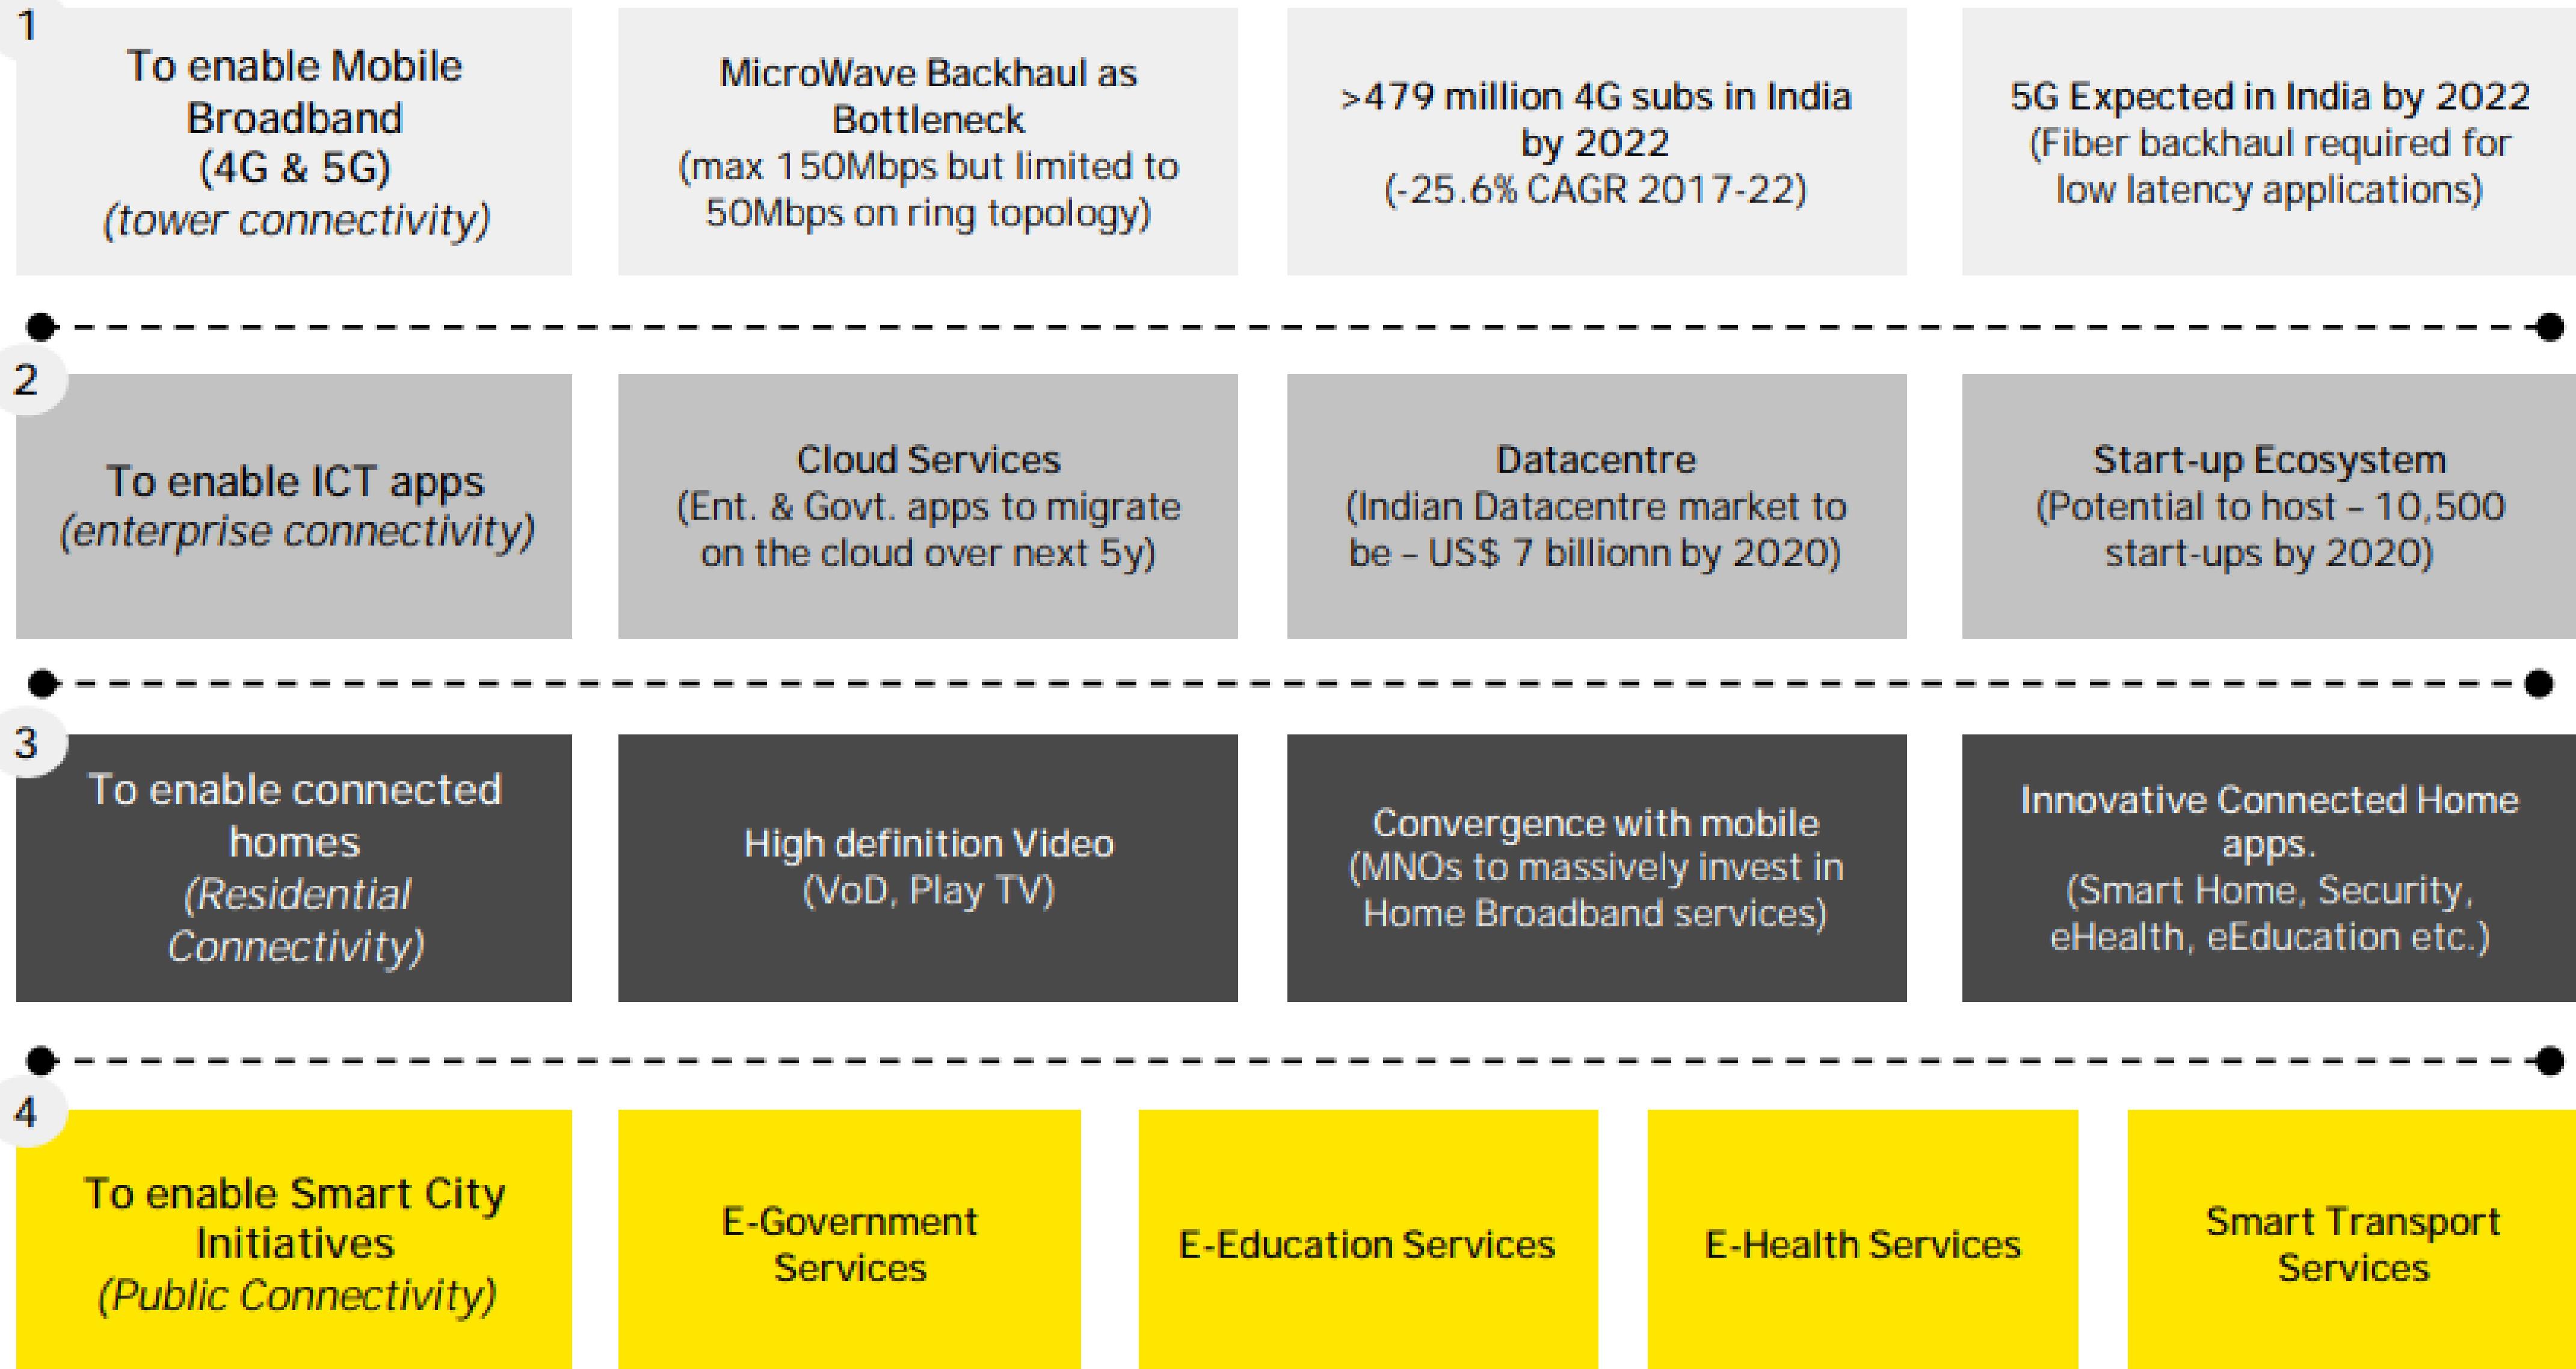 1
To enable Mobile
Broadband
(4G & 5G)
(tower connectivity)
MicroWave Backhaul as
Bottleneck
(max 150Mbps but limited to
50Mbps on ring topology)
>479 million 4G subs in India
by 2022
(-25.6% CAGR 2017-22)
5G Expected in India by 2022
(Fiber backhaul required for
low latency applications)
2
To enable ICT apps
(enterprise connectivity)
Cloud Services
(Ent. & Govt. apps to migrate
on the cloud over next 5y)
Datacentre
(Indian Datacentre market to
be – US$ 7 billionn by 2020)
Start-up Ecosystem
(Potential to host – 10,500
start-ups by 2020)
3
To enable connected
homes
(Residential
Connectivity)
High definition Video
(VoD, Play TV)
Convergence with mobile
(MNOs to massively invest in
Home Broadband services)
Innovative Connected Home
apps.
(Smart Home, Security,
eHealth, eEducation etc.)
4
To enable Smart City
Initiatives
(Public Connectivity)
E-Government
Services
E-Education Services
E-Health Services
Smart Transport
Services